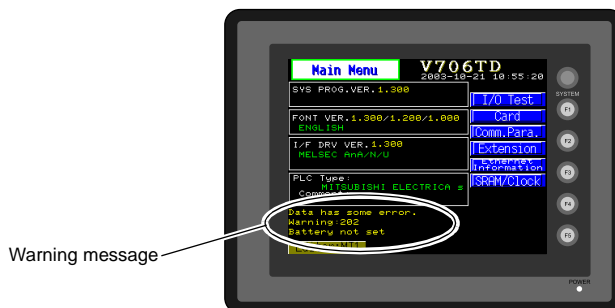 Main Menu
V706TD
2003-10-21 10:55:20
SYS PROG.VER.1.300
FONT VER.1.300/1.200/1.000
ENGLISH
I/F DRV VER.1.300
MELSEC AnA/N/U
PLC Type:
MITSUBISHI ELECTRICA s
Data has some error.
Warning:202
Battery not set
I/O Test
Card
Comm.Para.
Extension
Ethernet
Information
SRAM/Clock
SYSTEM
F1
F2
F3
F4
F5
POWER
Warning message